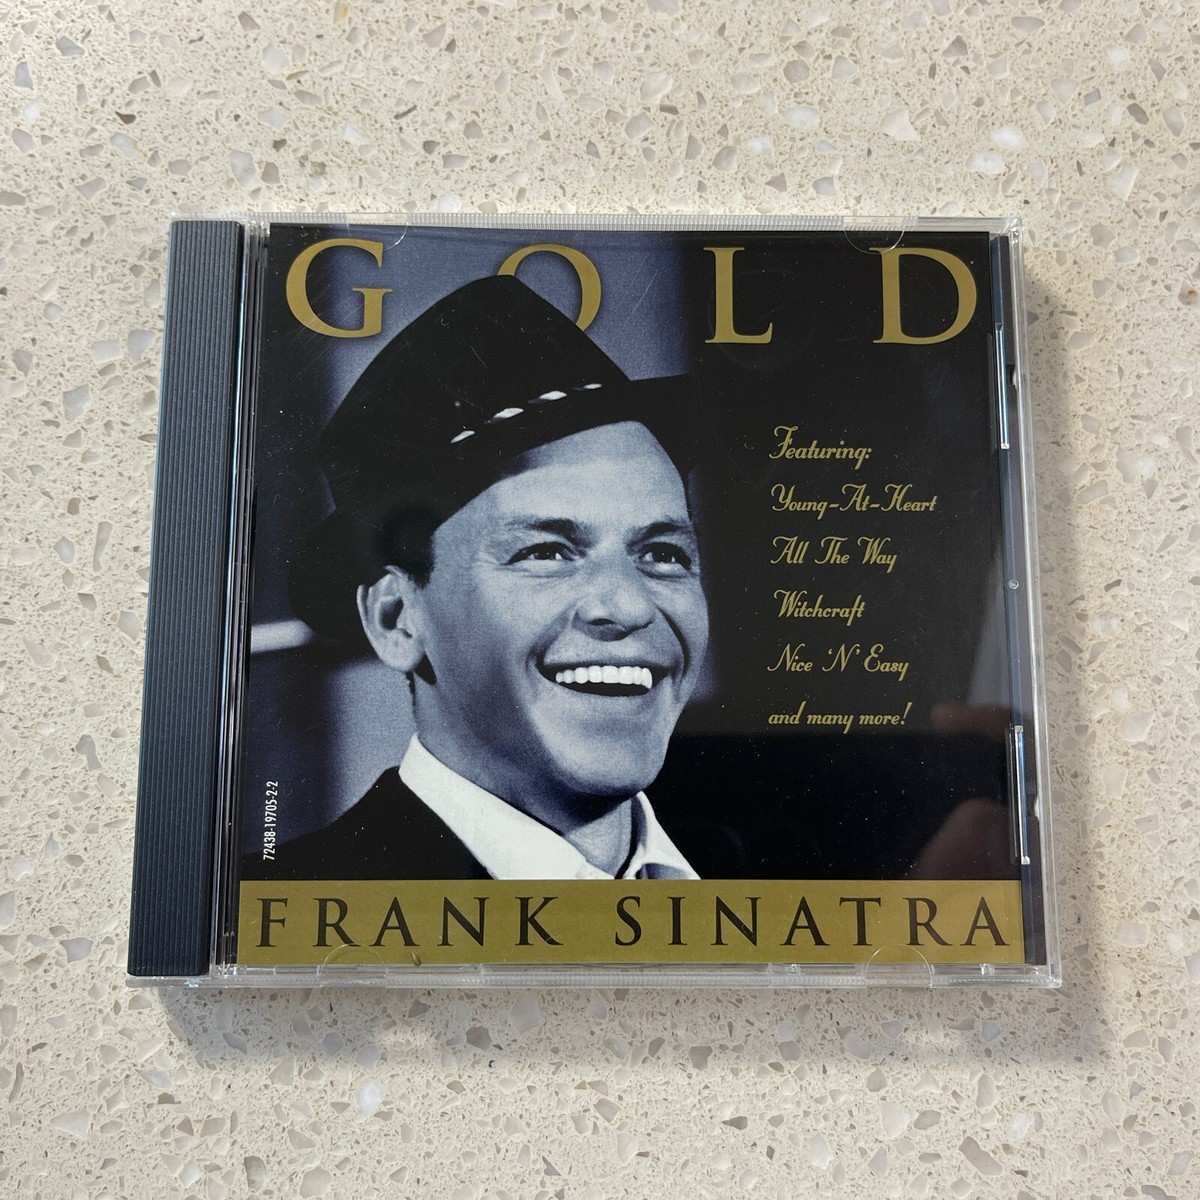 GOLD
Featuring:
Young-At-Heart
All The Way
Witchcraft
Nice 'N' Easy
and many more!
72438-19705-2-2
FRANK SINATRA